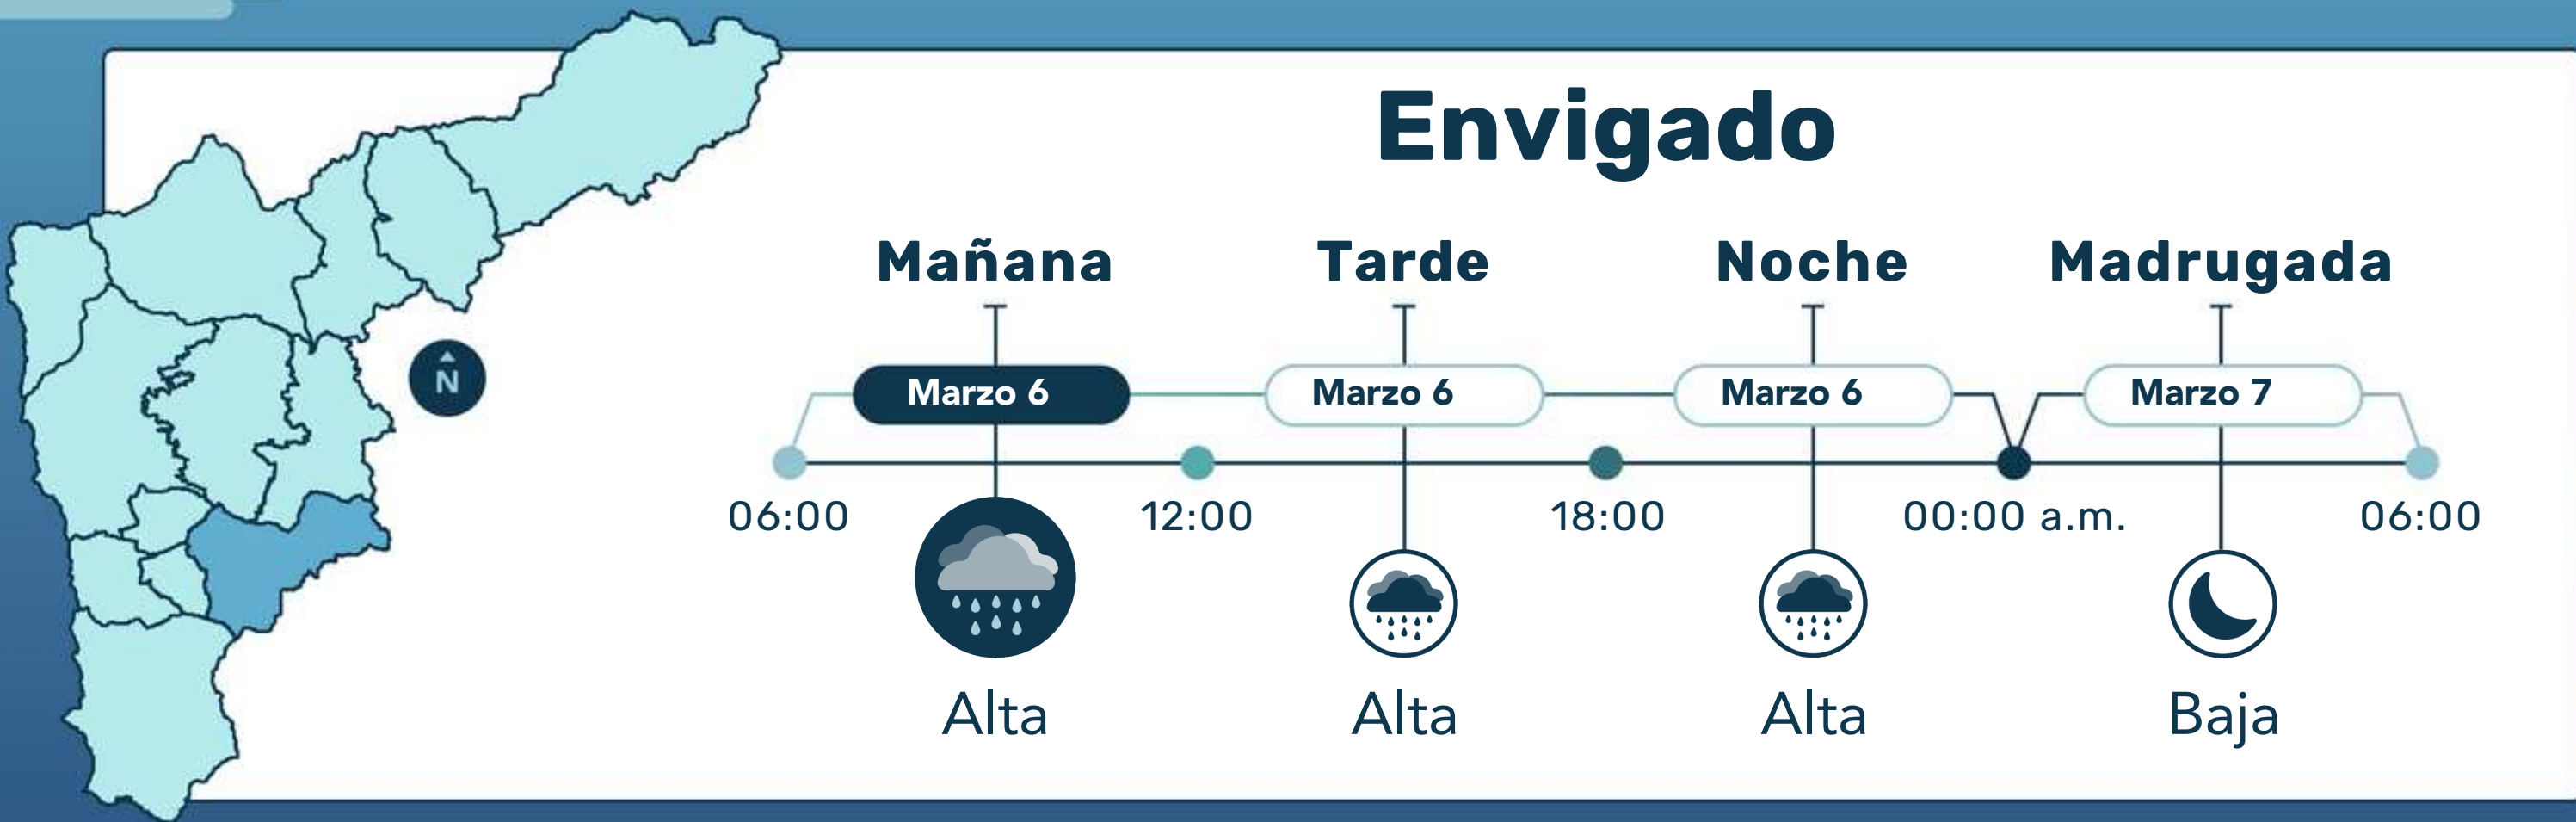 Envigado
Mañana Tarde Noche Madrugada
N
Marzo 6 Marzo 6 Marzo 6 Marzo 7
06:00 12:00 18:00 00:00 a.m. 06:00
Alta Alta Alta Baja